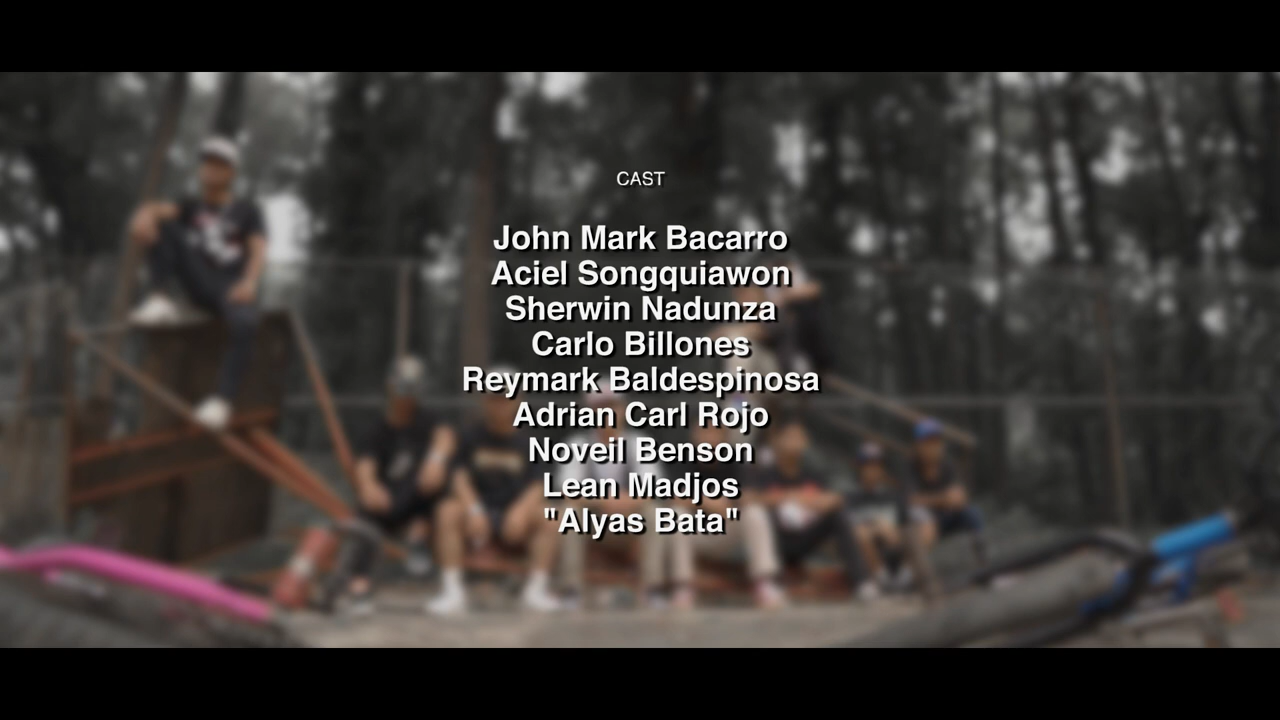 CAST
John Mark Bacarro
Aciel Songquiawon
Sherwin Nadunza
Carlo Billones
Reymark Baldespinosa
Adrian Carl Rojo
Noveil Benson
Lean Madjos
"Alyas Bata"